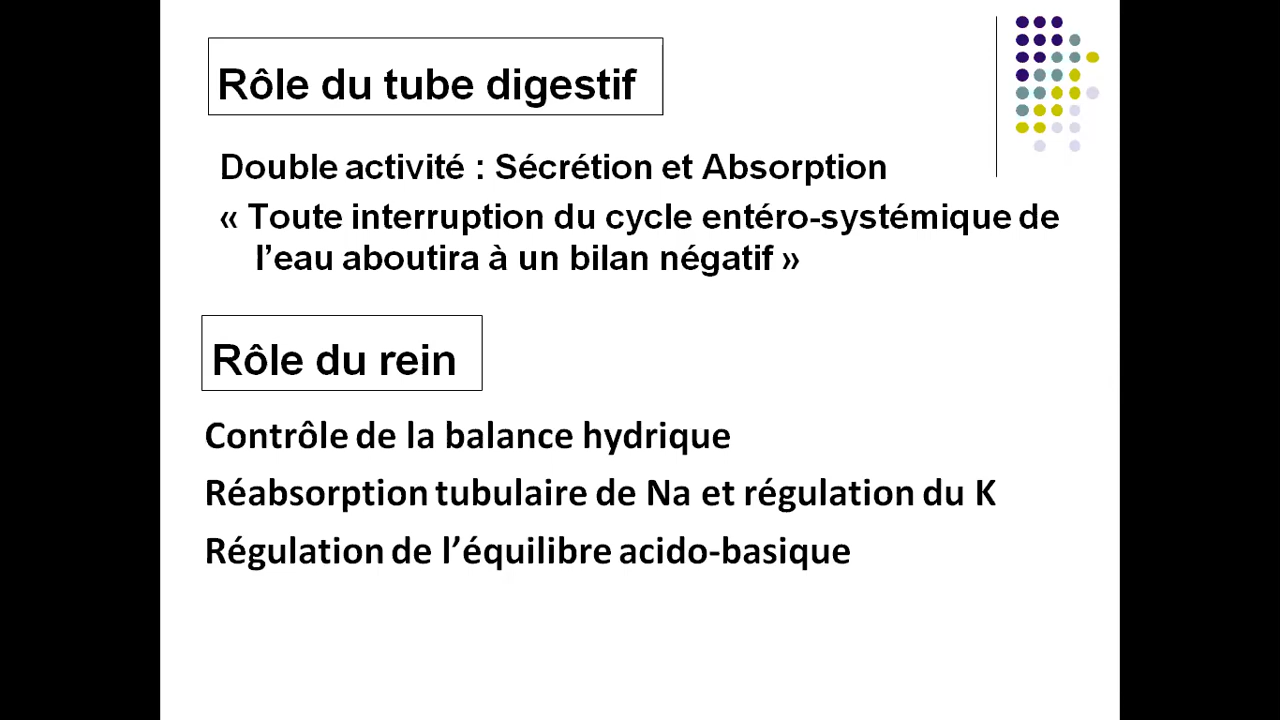 Rôle du tube digestif
Double activité : Sécrétion et Absorption
« Toute interruption du cycle entéro-systémique de
l’eau aboutira à un bilan négatif »
Rôle du rein
Contrôle de la balance hydrique
Réabsorption tubulaire de Na et régulation du K
Régulation de l’équilibre acido-basique